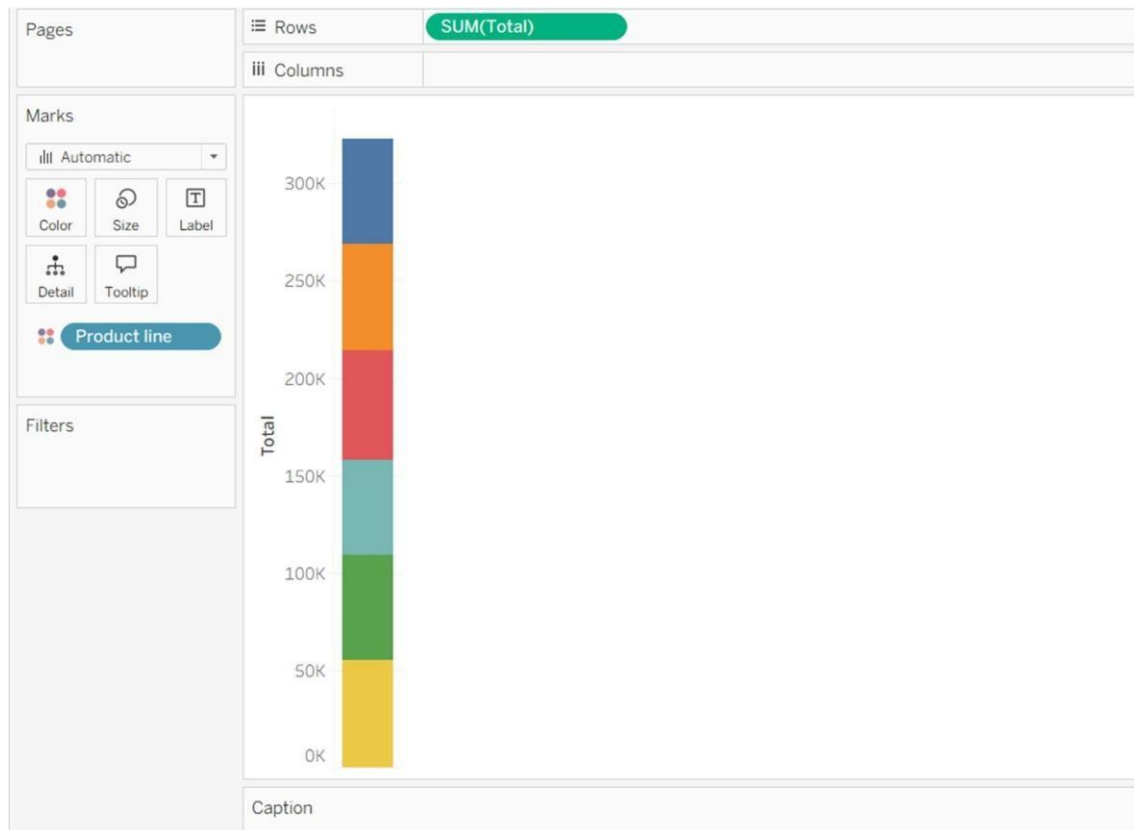 Pages
Rows
SUM(Total)
Columns
Marks
Automatic
Color
Size
Label
Detail
Tooltip
Product line
Filters
Total
300K
250K
200K
150K
100K
50K
0K
Caption